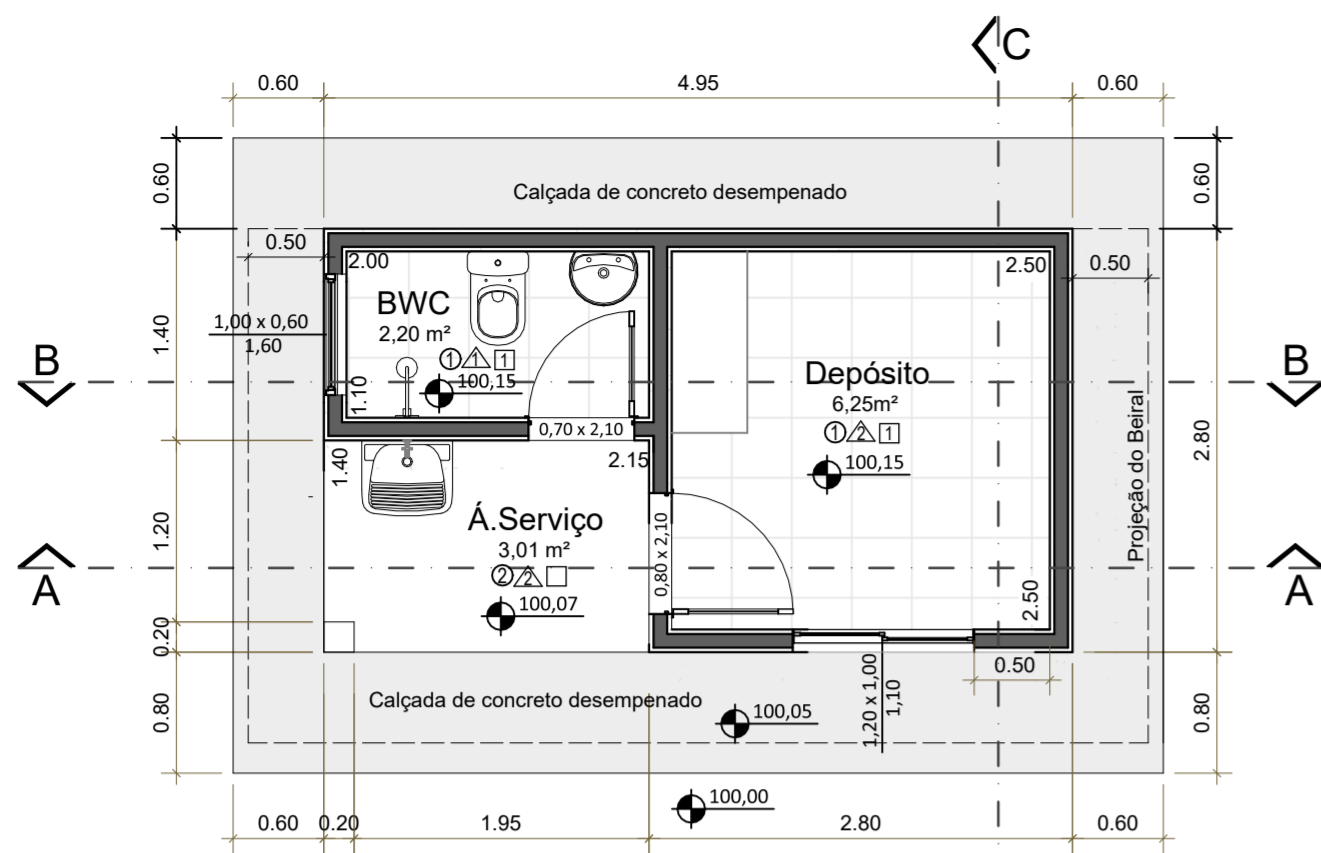 C
0.60
4.95
0.60
0.60
Calçada de concreto desempenado
0.60
0.50
2.00
2.50
0.50
BWC
2,20 m²
1 1 1
100,15
1,00 x 0,60
1,60
1.40
1.10
B
B
Depósito
6,25m²
1 2 1
100,15
0,70 x 2,10
2.80
Projeção do Beiral
1.40
2.15
Á.Serviço
3,01 m²
2 2
100,07
0,80 x 2,10
1.20
2.50
A
A
0.20
0.50
Calçada de concreto desempenado
100,05
1,20 x 1,00
1,10
0.80
0.80
100,00
0.60
0.20
1.95
2.80
0.60